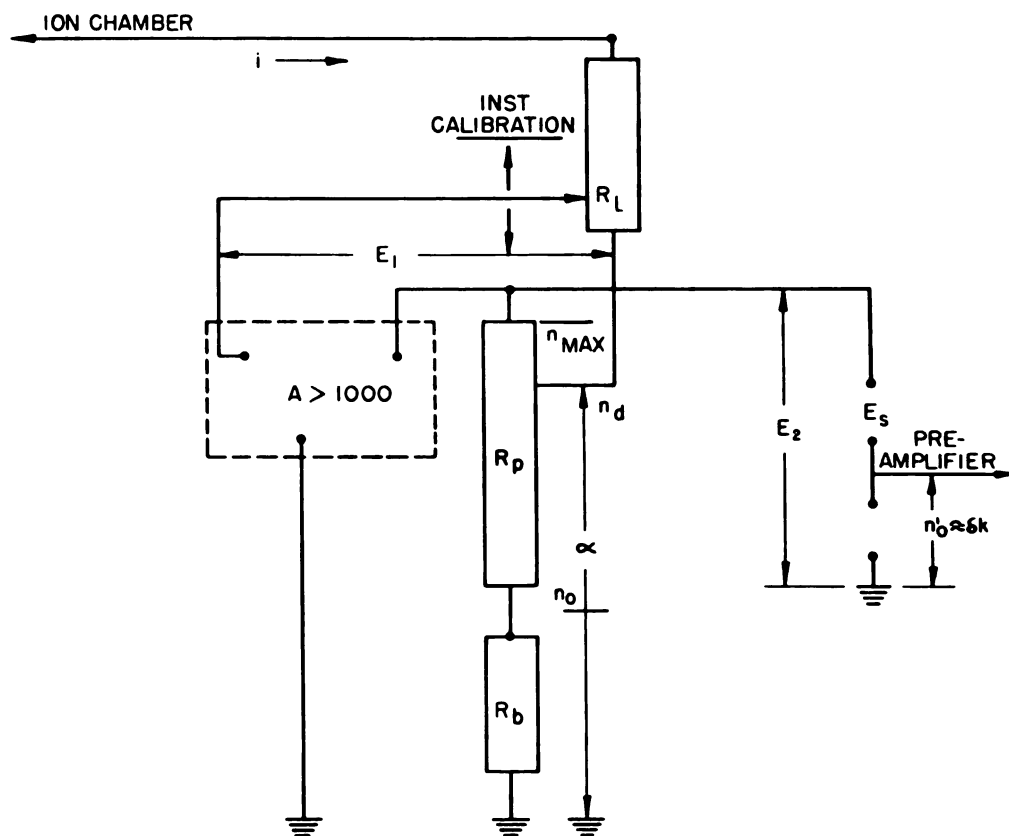 ION CHAMBER
i
INST
CALIBRATION
R_L
E_1
n_MAX
A > 1000
n_d
E_2
E_s
PRE-
AMPLIFIER
R_p
n'_o ≈ δk
∝
n_o
R_b